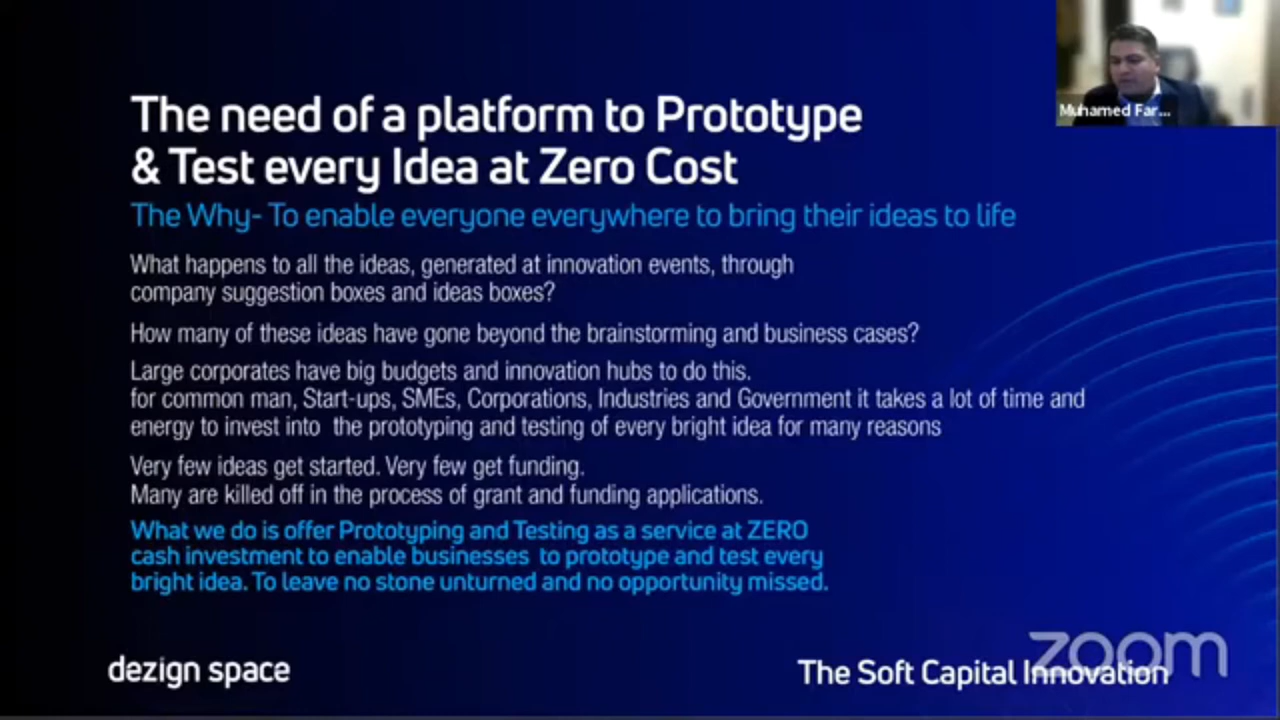 Muhamed Far...
The need of a platform to Prototype
& Test every Idea at Zero Cost
The Why- To enable everyone everywhere to bring their ideas to life
What happens to all the ideas, generated at innovation events, through
company suggestion boxes and ideas boxes?
How many of these ideas have gone beyond the brainstorming and business cases?
Large corporates have big budgets and innovation hubs to do this.
for common man, Start-ups, SMEs, Corporations, Industries and Government it takes a lot of time and
energy to invest into the prototyping and testing of every bright idea for many reasons
Very few ideas get started. Very few get funding.
Many are killed off in the process of grant and funding applications.
What we do is offer Prototyping and Testing as a service at ZERO
cash investment to enable businesses to prototype and test every
bright idea. To leave no stone unturned and no opportunity missed.
dezign space
The Soft Capital Innovation
zoom